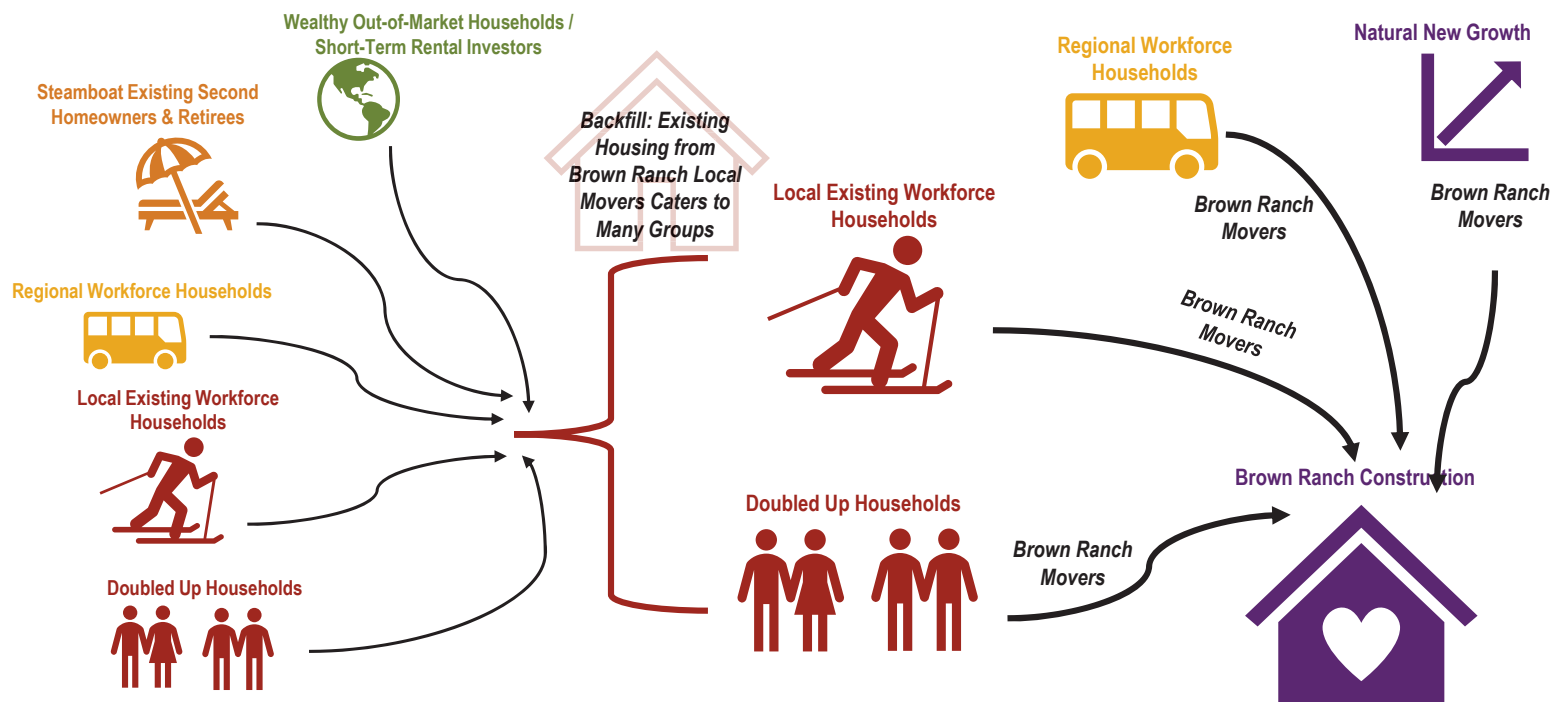 Wealthy Out-of-Market Households /
Short-Term Rental Investors
Steamboat Existing Second
Homeowners & Retirees
Regional Workforce Households
Local Existing Workforce
Households
Doubled Up Households
Backfill: Existing
Housing from
Brown Ranch Local
Movers Caters to
Many Groups
Local Existing Workforce
Households
Doubled Up Households
Regional Workforce
Households
Natural New Growth
Brown Ranch
Movers
Brown Ranch
Movers
Brown Ranch
Movers
Brown Ranch
Movers
Brown Ranch Construction